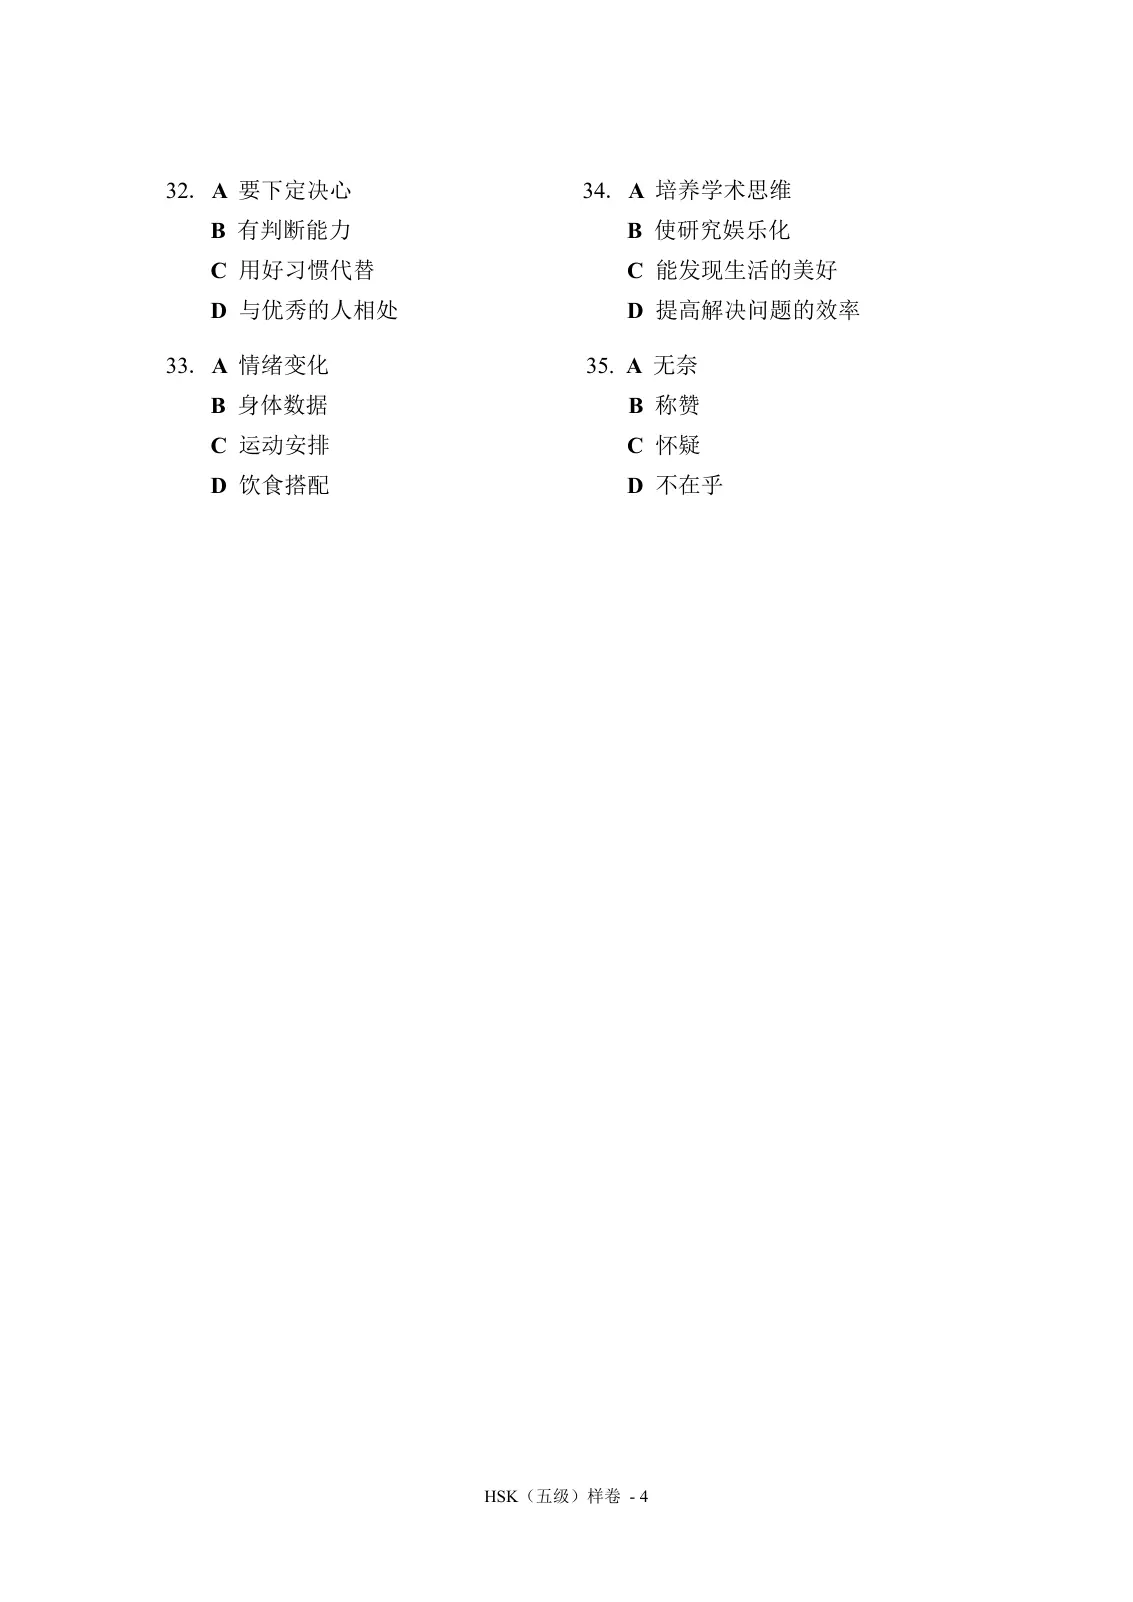 32. A 要下定决心
B 有判断能力
C 用好习惯代替
D 与优秀的人相处
33. A 情绪变化
B 身体数据
C 运动安排
D 饮食搭配
34. A 培养学术思维
B 使研究娱乐化
C 能发现生活的美好
D 提高解决问题的效率
35. A 无奈
B 称赞
C 怀疑
D 不在乎
HSK（五级）样卷 - 4